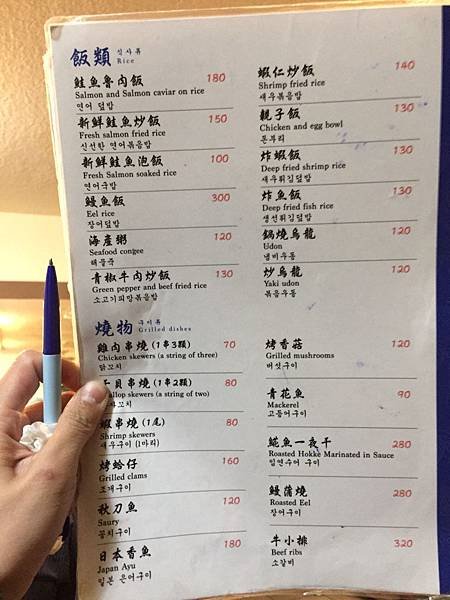 飯類 식사류
Rice
鮭魚魯肉飯 180
Salmon and Salmon caviar on rice
연어 덮밥
新鮮鮭魚炒飯 150
Fresh salmon fried rice
신선한 연어볶음밥
新鮮鮭魚泡飯 100
Fresh Salmon soaked rice
연어국밥
鰻魚飯 300
Eel rice
장어덮밥
海產粥 120
Seafood congee
해물죽
青椒牛肉炒飯 130
Green pepper and beef fried rice
소고기피망볶음밥
蝦仁炒飯 140
Shrimp fried rice
새우볶음밥
親子飯 130
Chicken and egg bowl
돈부리
炸蝦飯 130
Deep fried shrimp rice
새우튀김덮밥
炸魚飯 130
Deep fried fish rice
생선튀김덮밥
鍋燒烏龍 120
Udon
냄비우동
炒烏龍 120
Yaki udon
볶음우동
燒物 구이류
Grilled dishes
雞肉串燒(1串3顆) 70
Chicken skewers (a string of three)
닭꼬치
貝串燒(1串2顆) 80
allop skewers (a string of two)
꼬치
蝦串燒(1尾) 80
Shrimp skewers
새우구이 (1마리)
烤蛤仔 160
Grilled clams
조개구이
秋刀魚 120
Saury
꽁치구이
日本香魚 180
Japan Ayu
일본 은어구이
烤香菇 120
Grilled mushrooms
버섯구이
青花魚 90
Mackerel
고등어구이
鯱魚一夜干 280
Roasted Hokke Marinated in Sauce
임연수어 구이
鰻蒲燒 280
Roasted Eel
장어구이
牛小排 320
Beef ribs
소갈비